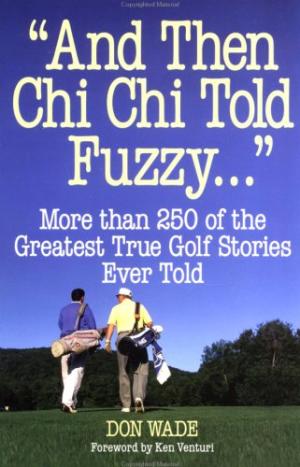 “And Then
Chi Chi Told
Fuzzy...”
More than 250 of the
Greatest True Golf Stories
Ever Told
DON WADE
Foreword by Ken Venturi